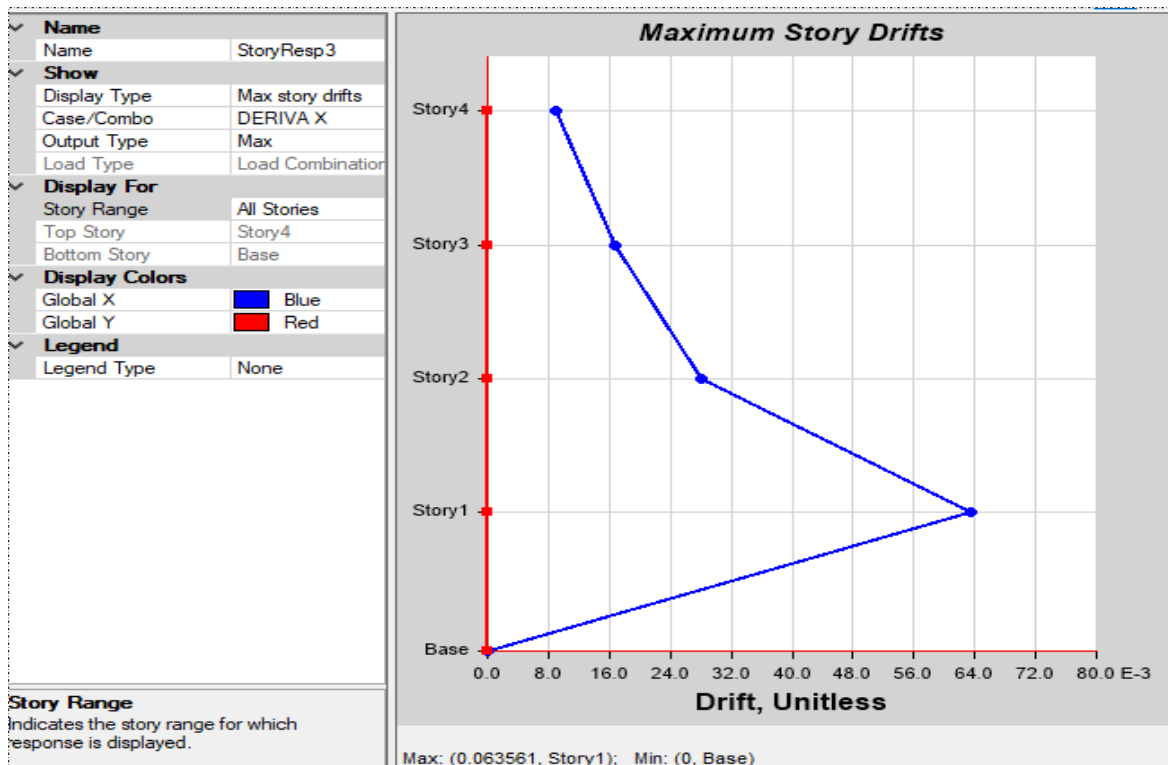 Name
Name StoryResp3
Show
Display Type Max story drifts
Case/Combo DERIVA X
Output Type Max
Load Type Load Combination
Display For
Story Range All Stories
Top Story Story4
Bottom Story Base
Display Colors
Global X Blue
Global Y Red
Legend
Legend Type None
Story Range
Indicates the story range for which
response is displayed.
Maximum Story Drifts
Story4
Story3
Story2
Story1
Base
0.0 8.0 16.0 24.0 32.0 40.0 48.0 56.0 64.0 72.0 80.0 E-3
Drift, Unitless
Max: (0.063561, Story1); Min: (0, Base)